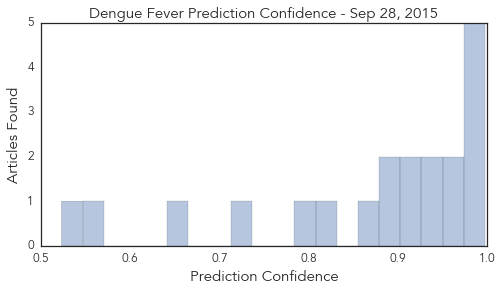 Dengue Fever Prediction Confidence - Sep 28, 2015
Articles Found
5
4
3
2
1
0
0.5 0.6 0.7 0.8 0.9 1.0
Prediction Confidence